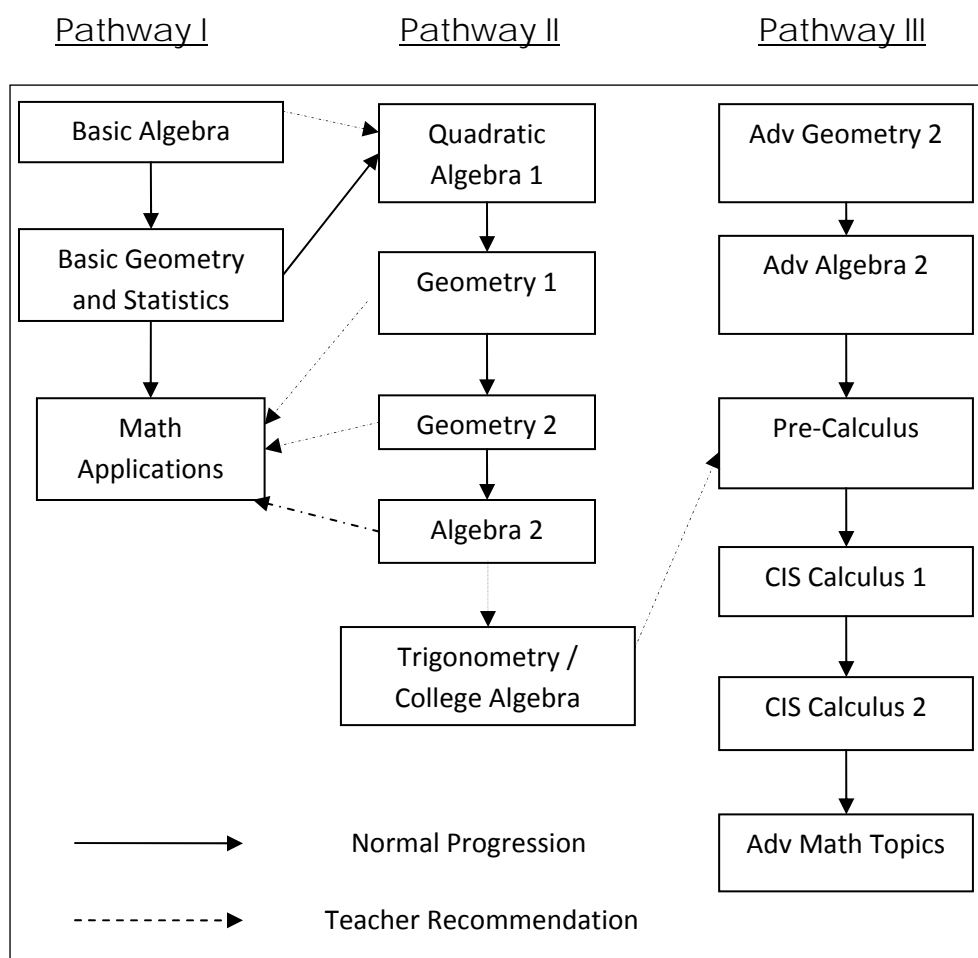 Pathway I
Pathway II
Pathway III
Basic Algebra
Basic Geometry
and Statistics
Math
Applications
Quadratic
Algebra 1
Geometry 1
Geometry 2
Algebra 2
Trigonometry /
College Algebra
Adv Geometry 2
Adv Algebra 2
Pre-Calculus
CIS Calculus 1
CIS Calculus 2
Adv Math Topics
Normal Progression
Teacher Recommendation